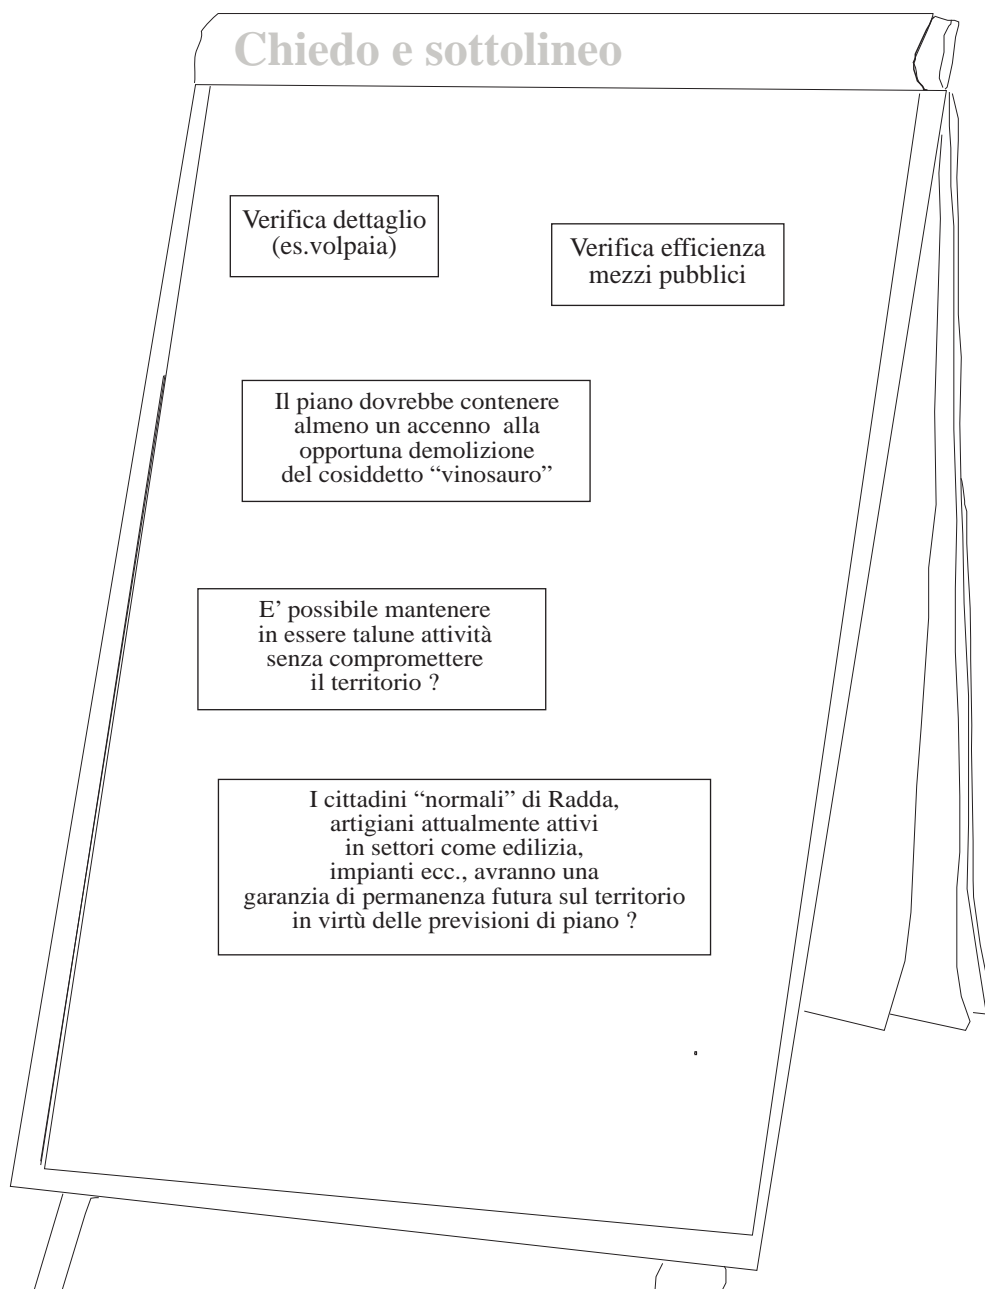 Chiedo e sottolineo
Verifica dettaglio
(es.volpaia)
Verifica efficienza
mezzi pubblici
Il piano dovrebbe contenere
almeno un accenno  alla
opportuna demolizione
del cosiddetto “vinosauro”
E’ possibile mantenere
in essere talune attività
senza compromettere
il territorio ?
I cittadini “normali” di Radda,
artigiani attualmente attivi
in settori come edilizia,
impianti ecc., avranno una
garanzia di permanenza futura sul territorio
in virtù delle previsioni di piano ?